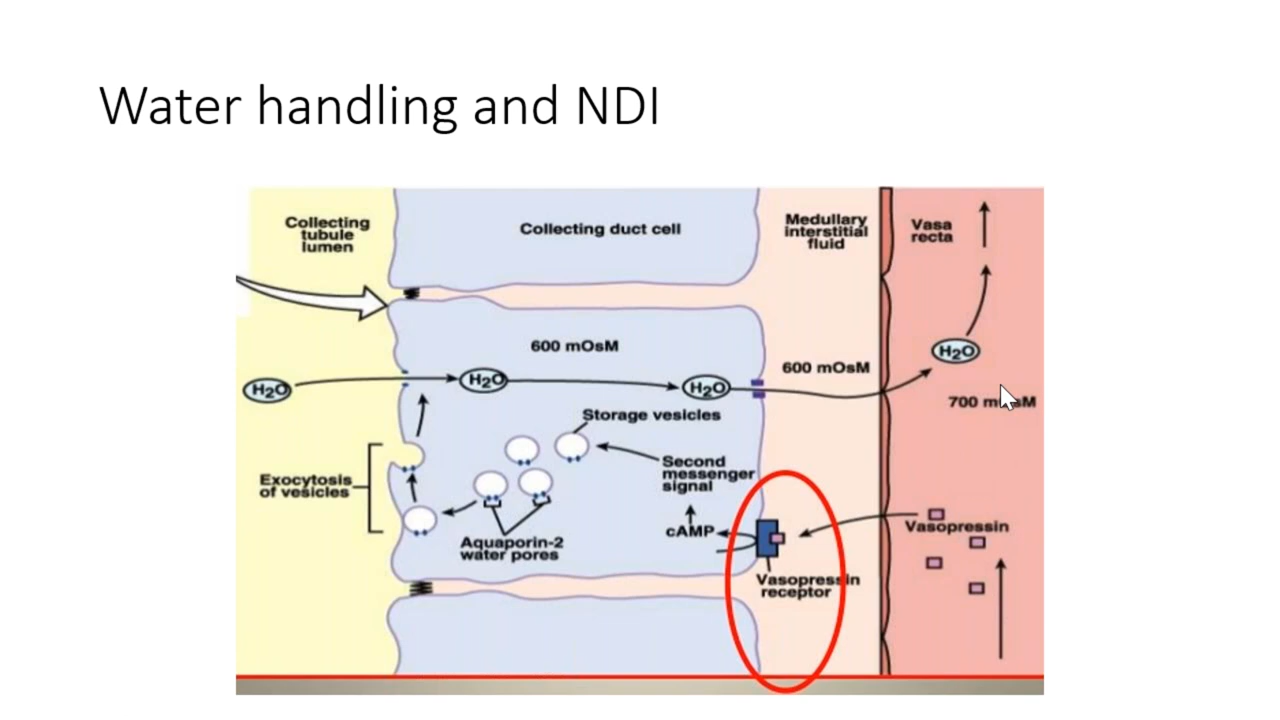 Water handling and NDI
Collecting
tubule
lumen
Collecting duct cell
Medullary
interstitial
fluid
Vasa
recta
600 mOsM
H2O
H2O
H2O
600 mOsM
H2O
700
Storage vesicles
Second
messenger
signal
Exocytosis
of vesicles
cAMP
Vasopressin
Aquaporin-2
water pores
Vasopressin
receptor